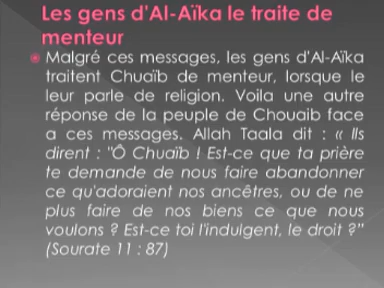 Les gens d'Al-Aïka le traite de
menteur
Malgré ces messages, les gens d'Al-Aïka
traitent Chuaïb de menteur, lorsque le
leur parle de religion. Voila une autre
réponse de la peuple de Chouaib face
a ces messages. Allah Taala dit : « Ils
dirent : "Ô Chuaïb ! Est-ce que ta prière
te demande de nous faire abandonner
ce qu'adoraient nos ancêtres, ou de ne
plus faire de nos biens ce que nous
voulons ? Est-ce toi l'indulgent, le droit ?"
(Sourate 11 : 87)